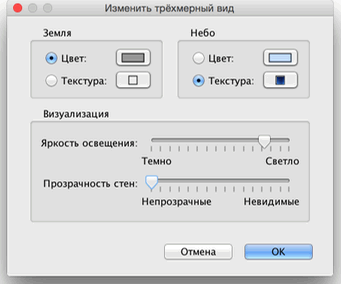 Изменить трёхмерный вид
Земля
Небо
Цвет:
Цвет:
Текстура:
Текстура:
Визуализация
Яркость освещения:
Темно
Светло
Прозрачность стен:
Непрозрачные
Невидимые
Отмена
OK